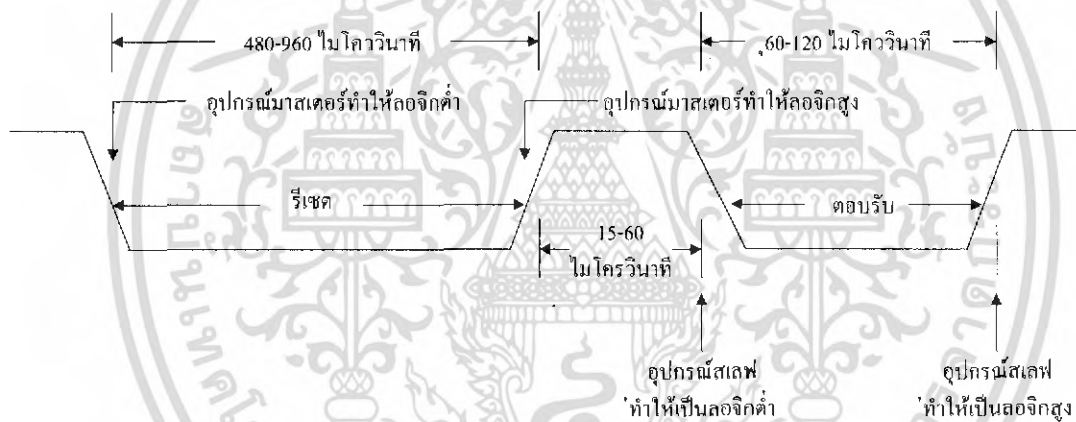 480-960 ไมโคาวินาที
60-120 ไมโควินาที
อุปกรณ์มาสเตอร์ทำให้ลอจิกต่ำ
อุปกรณ์มาสเตอร์ทำให้ลอจิกสูง
รีเซต
ตอบรับ
15-60
ไมโครวินาที
อุปกรณ์สเลฟ
ทำให้เป็นลอจิกต่ำ
อุปกรณ์สเลฟ
ทำให้เป็นลอจิกสูง